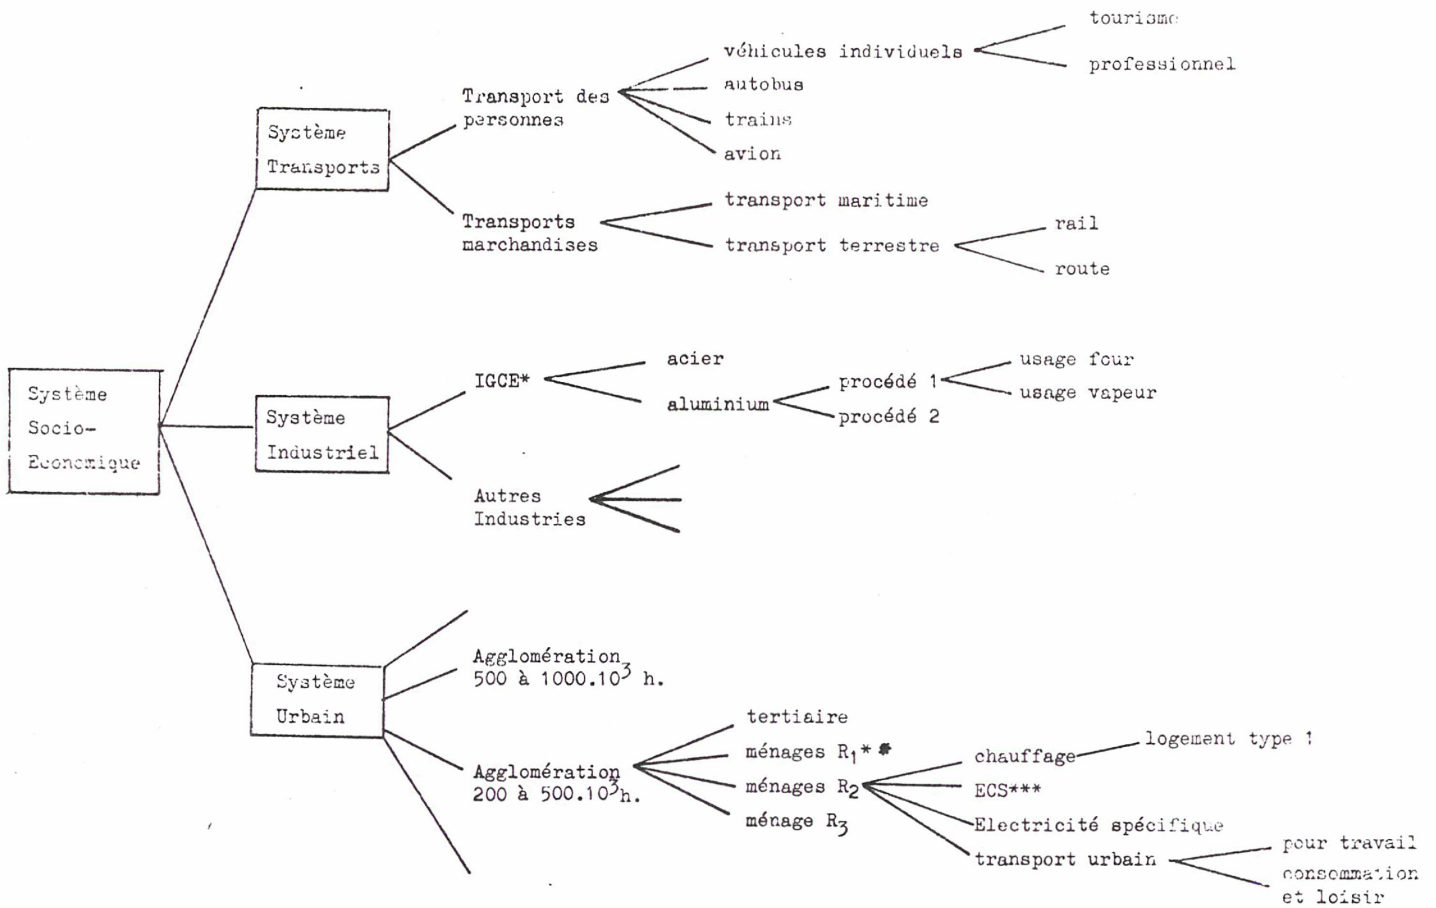 tourisme
véhicules individuels
professionnel
autobus
Transport des
personnes
trains
avion
Système
Transports
transport maritime
Transports
marchandises
rail
transport terrestre
route
acier
usage four
IGCE*
procédé 1
usage vapeur
aluminium
procédé 2
Système
Socio-
Economique
Système
Industriel
Autres
Industries
Agglomération
500 à 1000.10³ h.
Système
Urbain
tertiaire
logement type 1
ménages R₁**
chauffage
Agglomération
200 à 500.10³h.
ménages R₂
ECS***
ménage R₃
Electricité spécifique
pour travail
transport urbain
consommation
et loisir